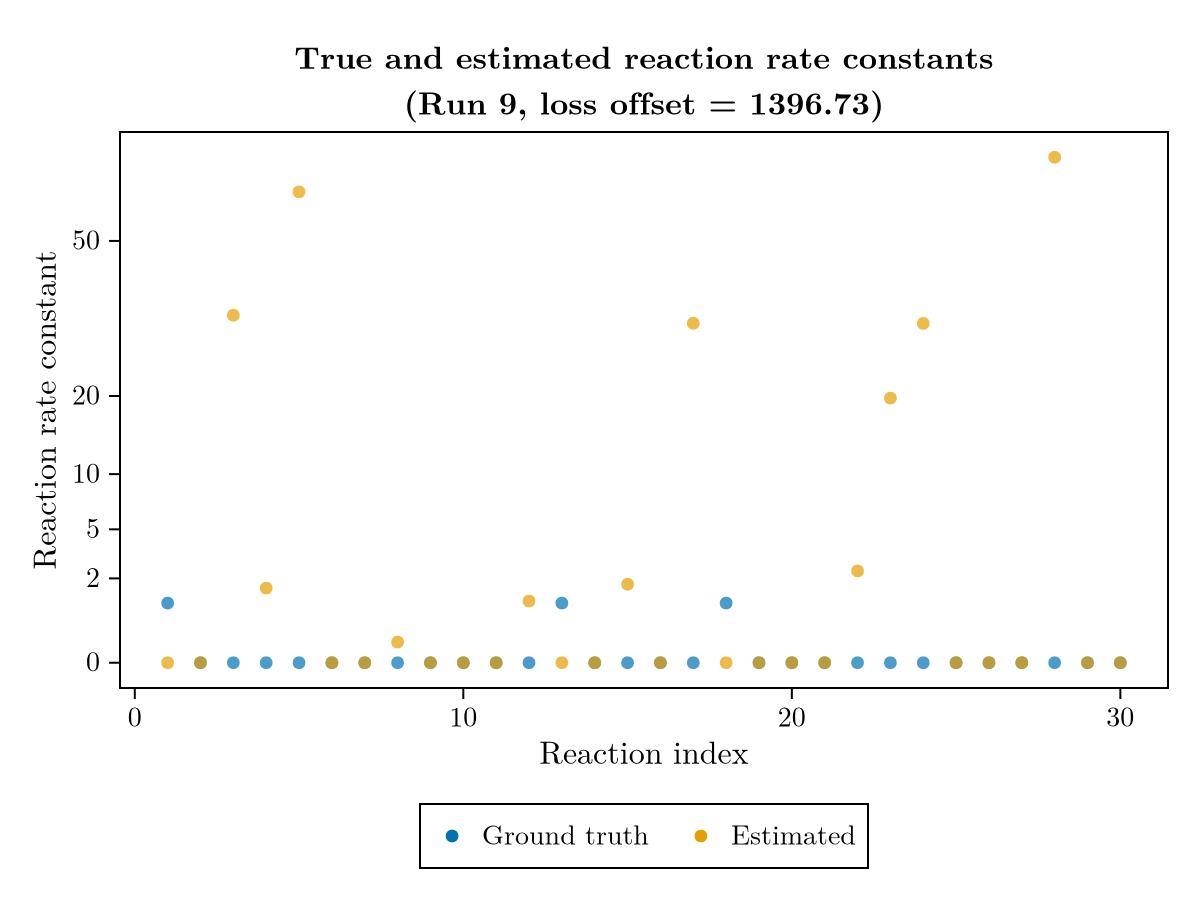 True and estimated reaction rate constants
(Run 9, loss offset = 1396.73)
Reaction rate constant
50
20
10
5
2
0
0 10 20 30
Reaction index
Ground truth Estimated